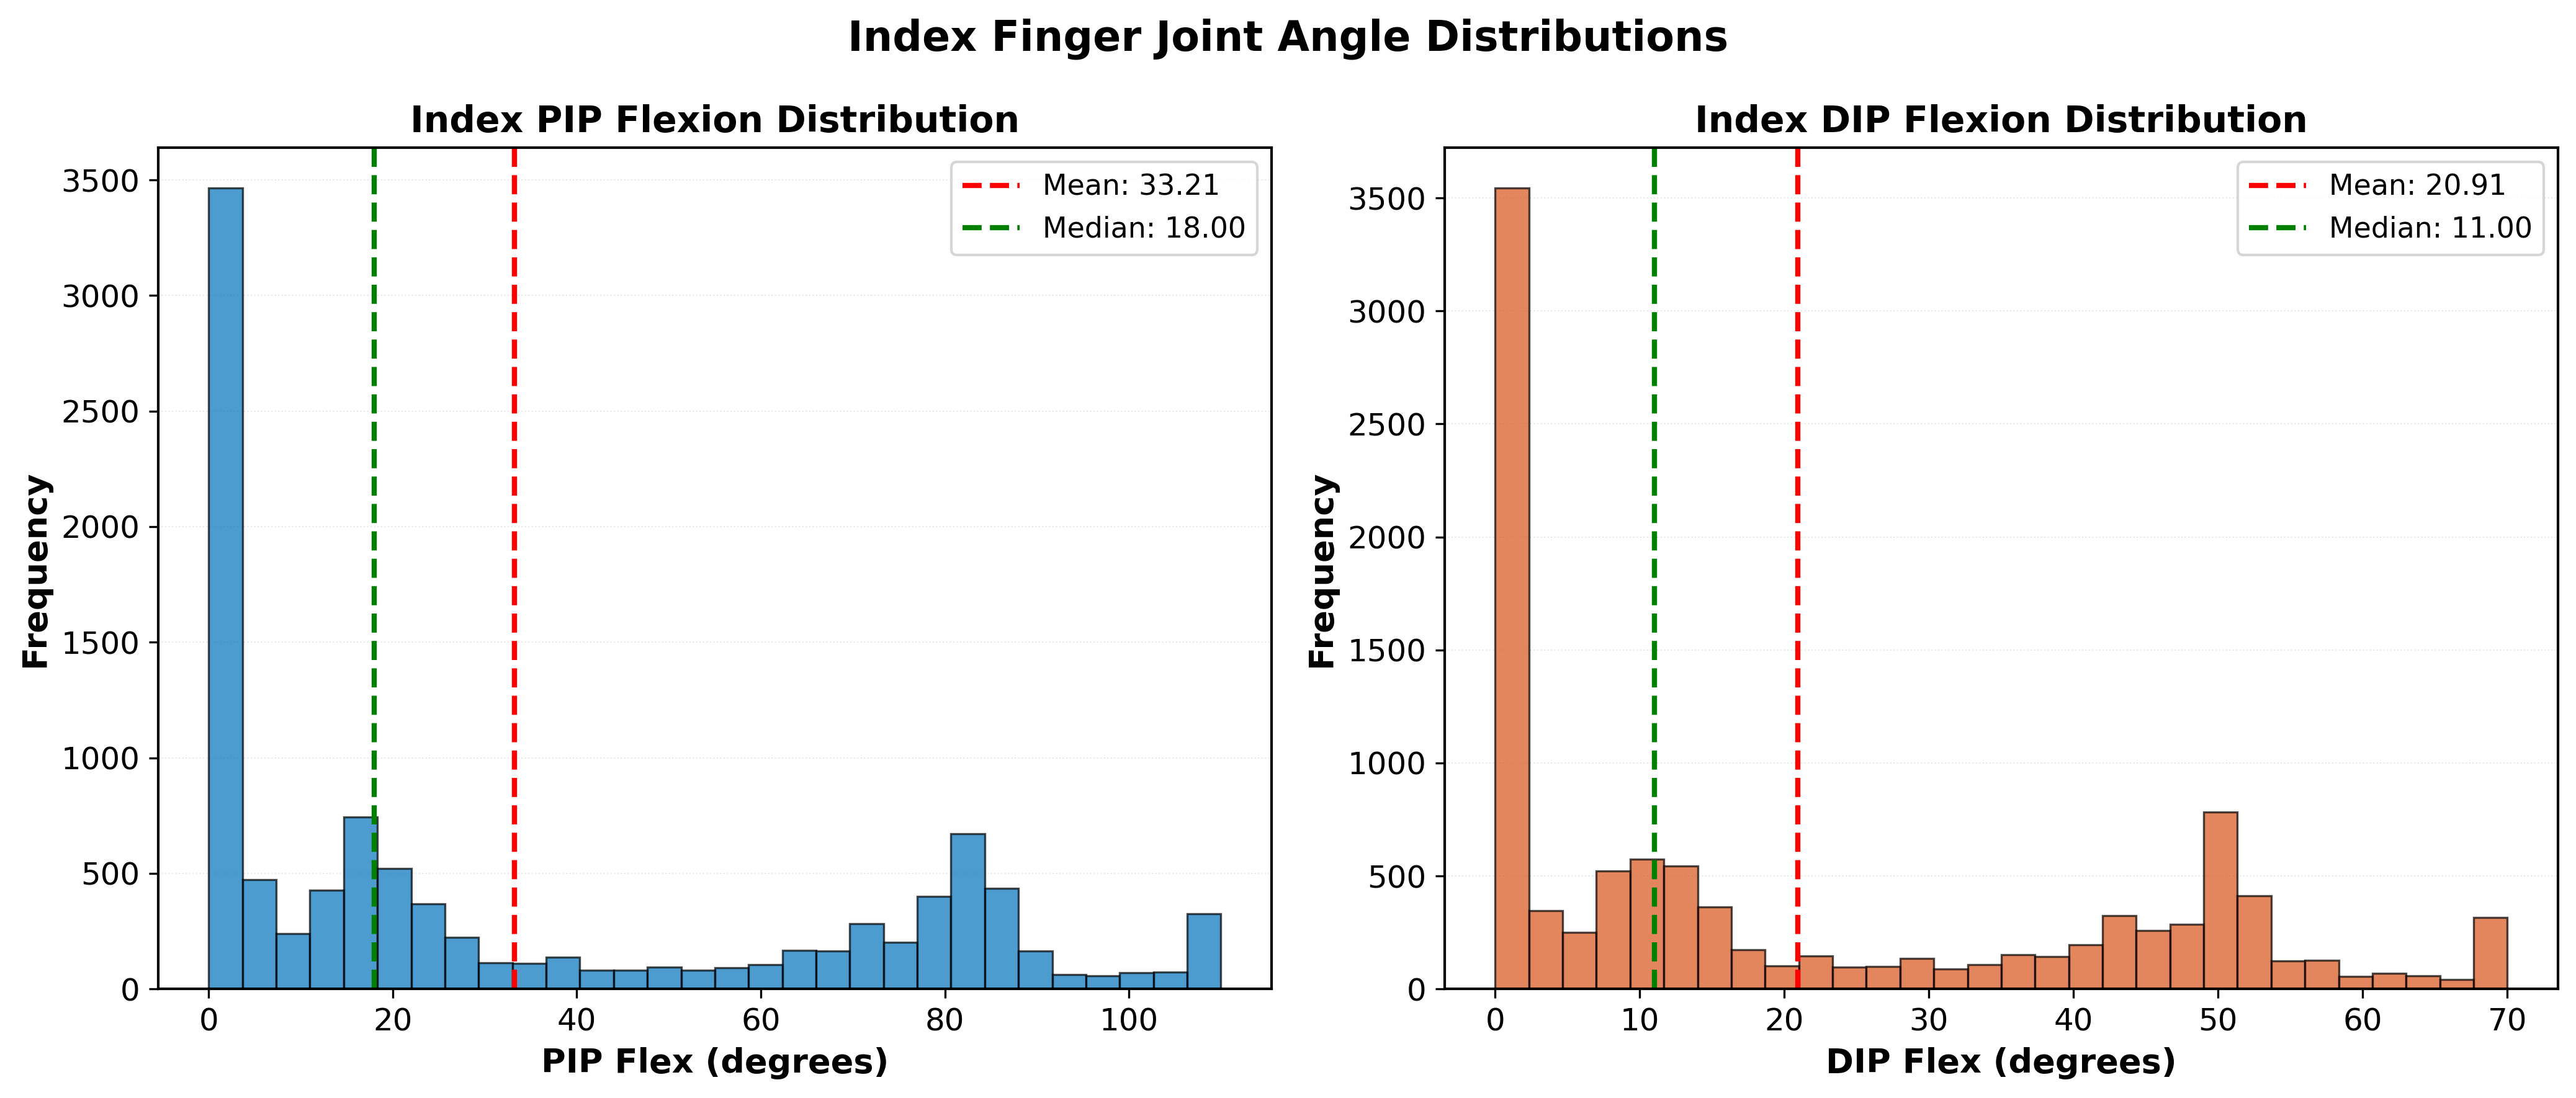 Index Finger Joint Angle Distributions
Index PIP Flexion Distribution
Mean: 33.21
Median: 18.00
3500
3000
2500
2000
1500
1000
500
0
Frequency
0 20 40 60 80 100
PIP Flex (degrees)
Index DIP Flexion Distribution
Mean: 20.91
Median: 11.00
3500
3000
2500
2000
1500
1000
500
0
Frequency
0 10 20 30 40 50 60 70
DIP Flex (degrees)